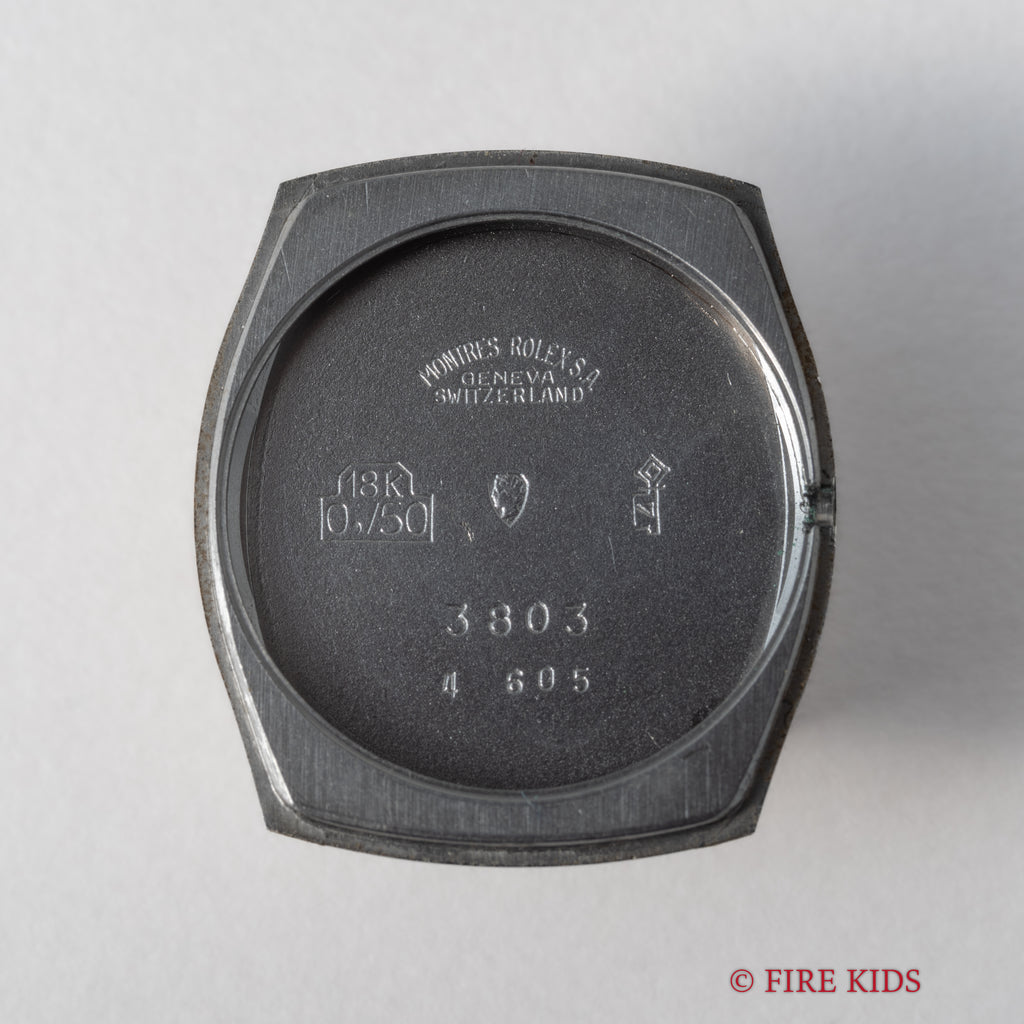 MONTRES ROLEX S.A
GENEVA
SWITZERLAND
18K
0,750
3803
4 605
© FIRE KIDS